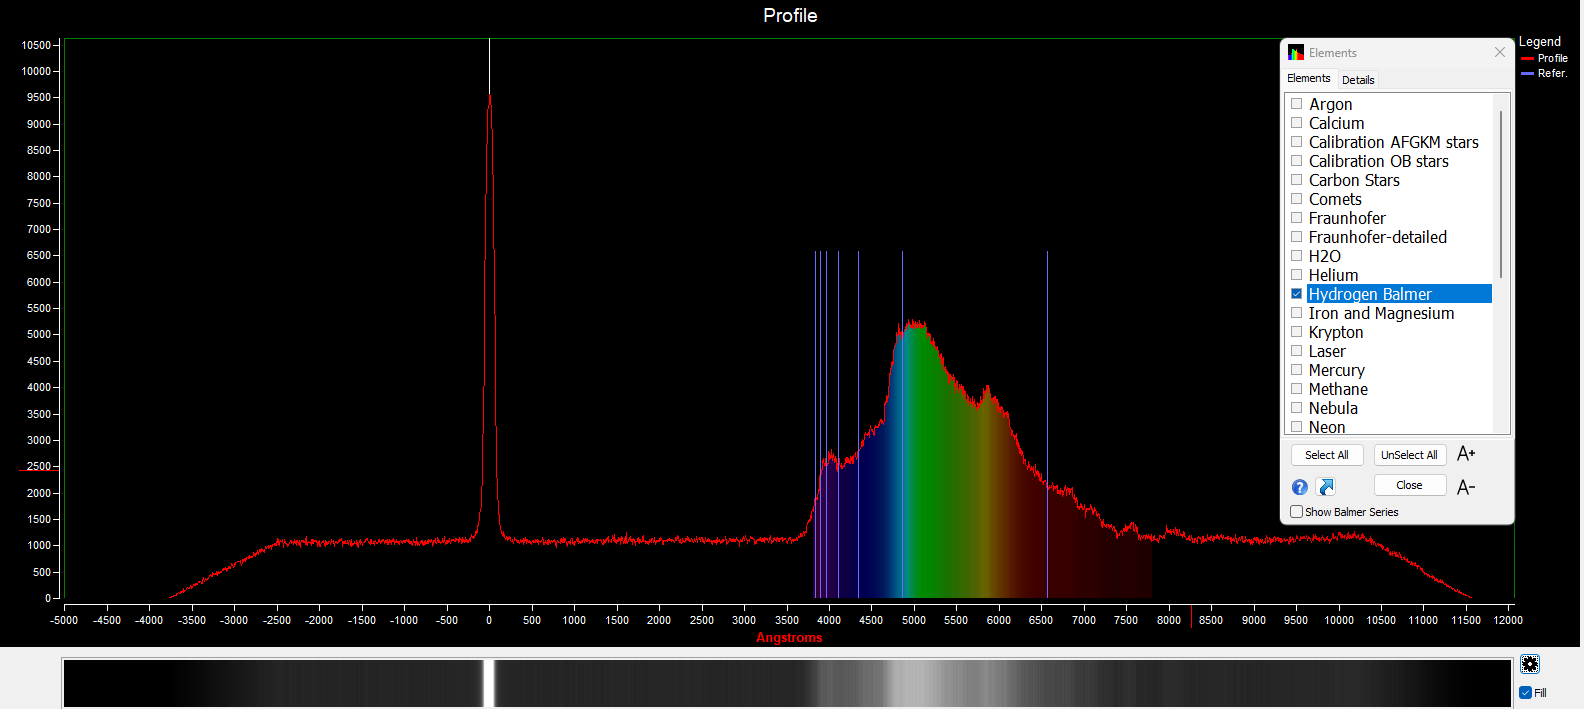 Profile
10500
10000
9500
9000
8500
8000
7500
7000
6500
6000
5500
5000
4500
4000
3500
3000
2500
2000
1500
1000
500
0
-5000 -4500 -4000 -3500 -3000 -2500 -2000 -1500 -1000 -500 0 500 1000 1500 2000 2500 3000 3500 4000 4500 5000 5500 6000 6500 7000 7500 8000 8500 9000 9500 10000 10500 11000 11500 12000
Angstroms
Legend
Profile
Refer.
Elements
Elements Details
Argon
Calcium
Calibration AFGKM stars
Calibration OB stars
Carbon Stars
Comets
Fraunhofer
Fraunhofer-detailed
H2O
Helium
Hydrogen Balmer
Iron and Magnesium
Krypton
Laser
Mercury
Methane
Nebula
Neon
Select All UnSelect All A+
? Close A-
Show Balmer Series
Fill